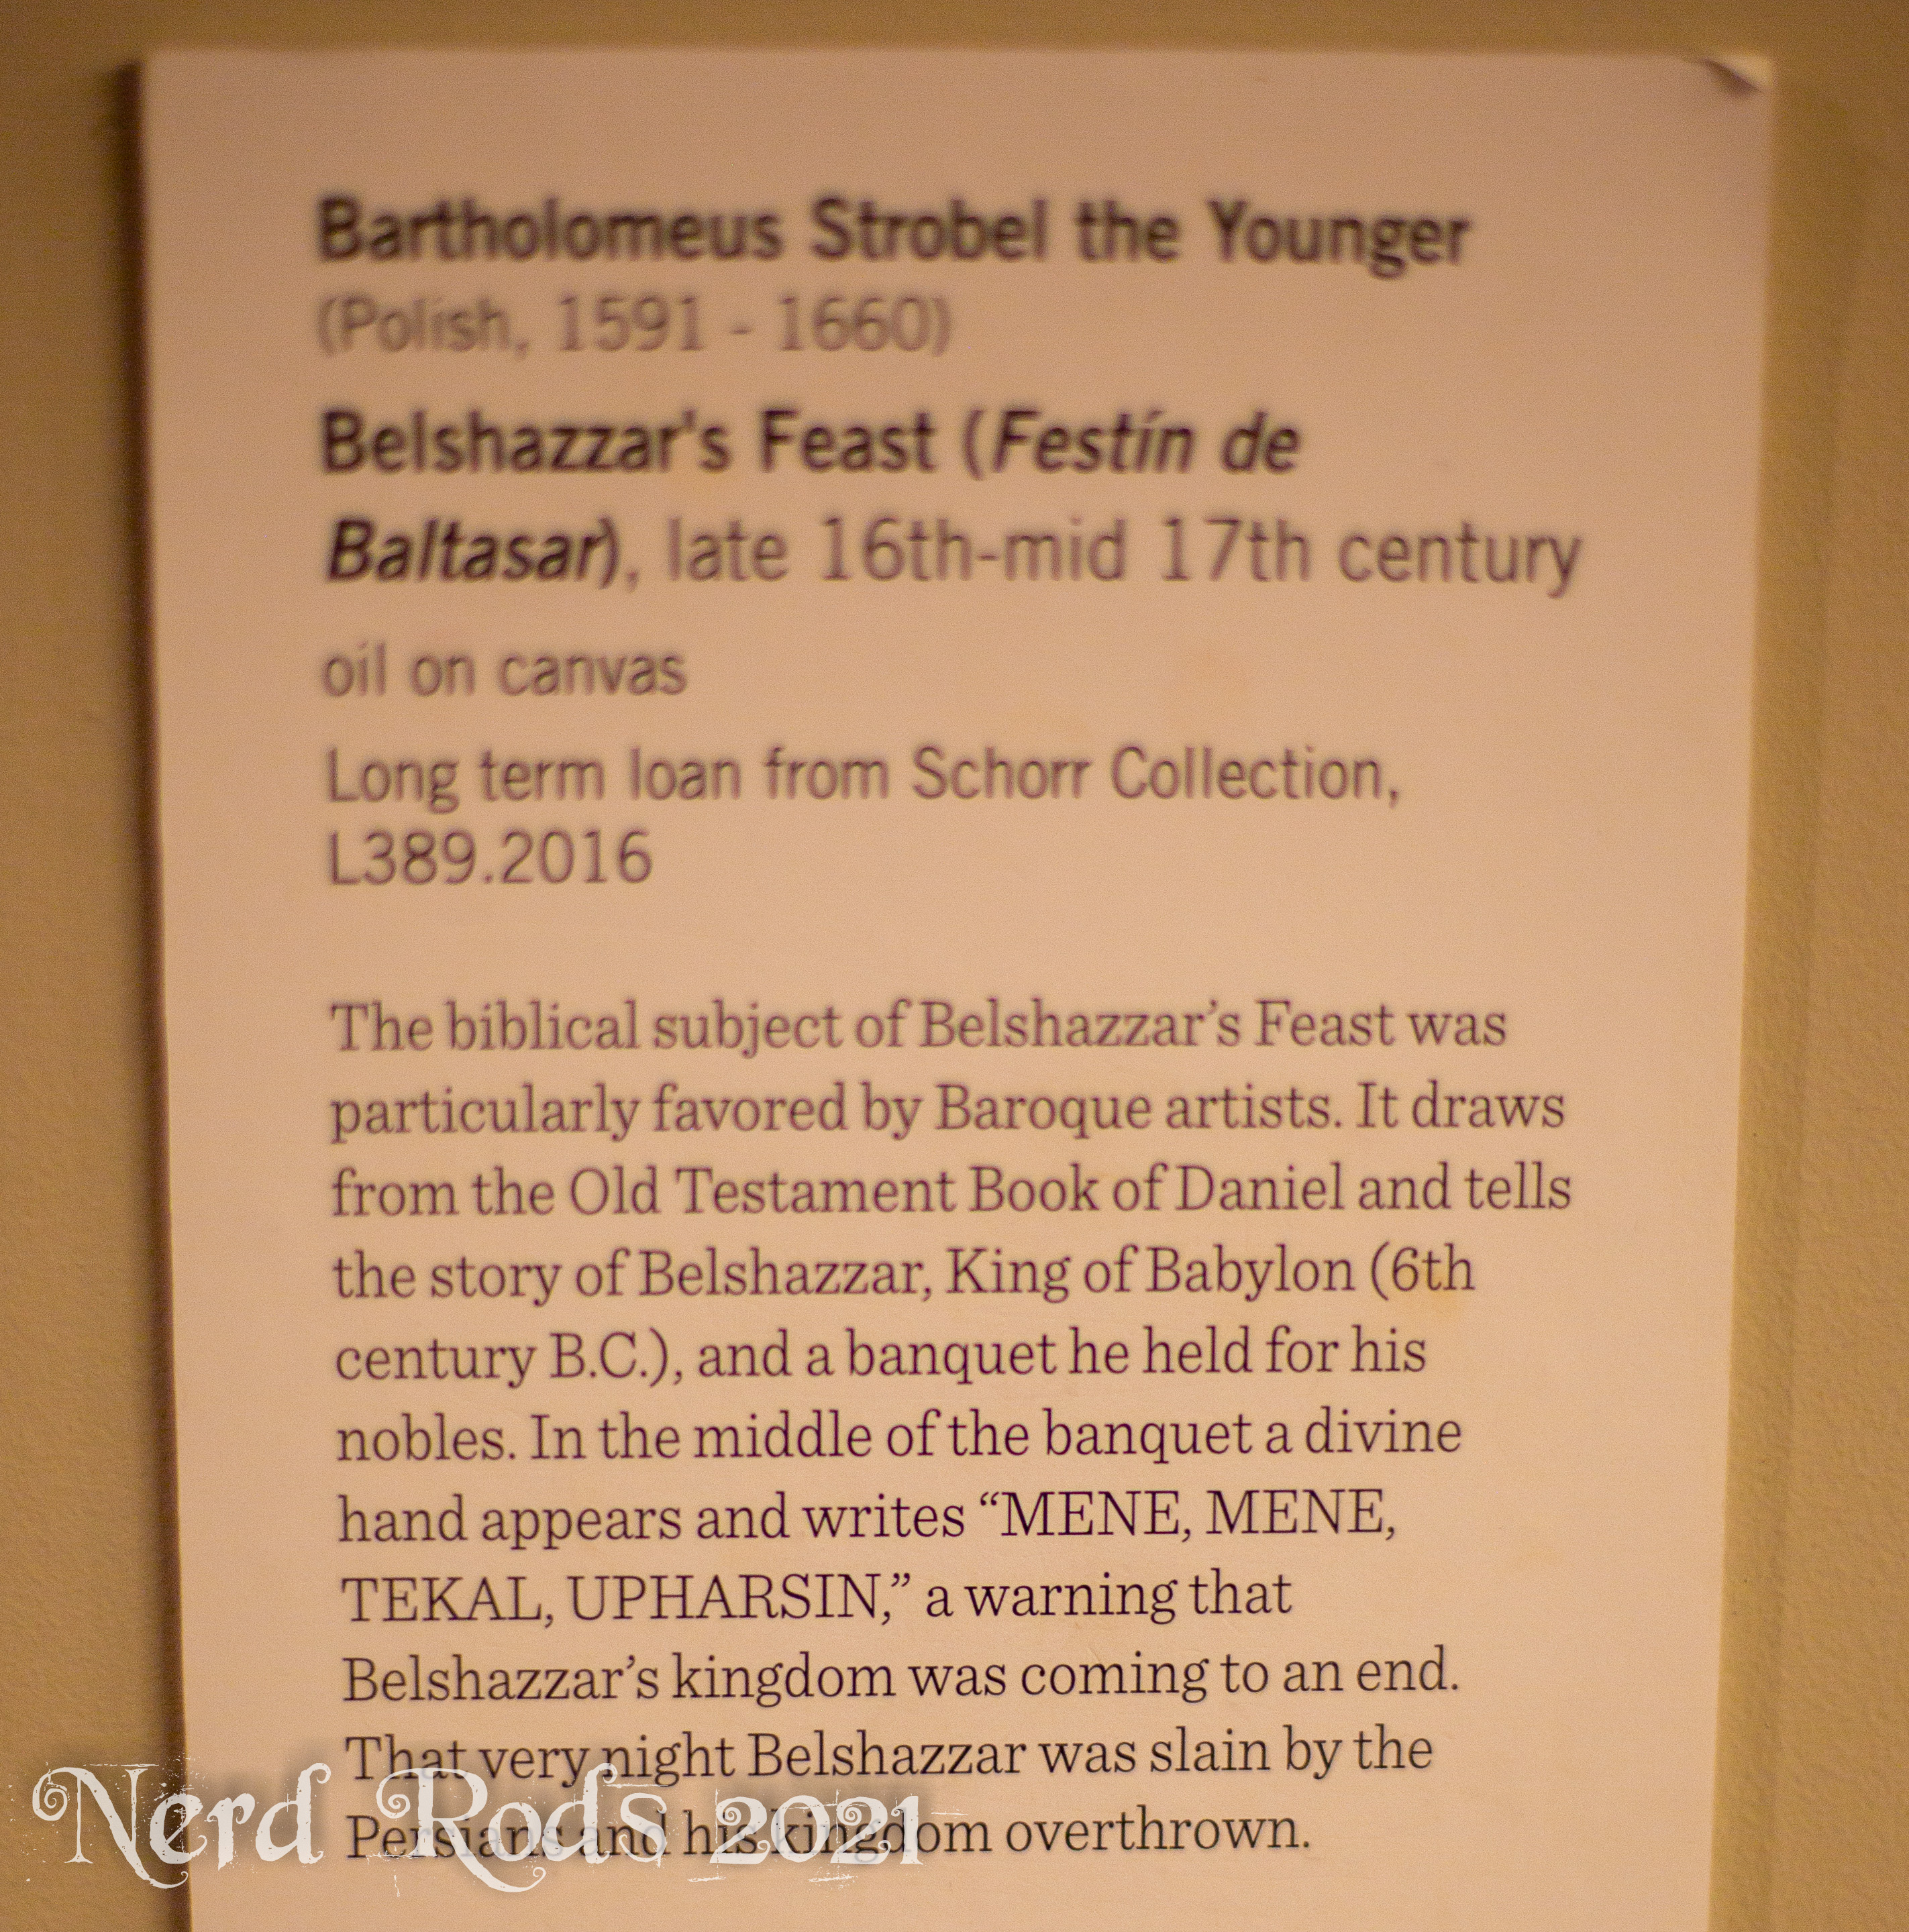 Bartholomeus Strobel the Younger
(Polish, 1591 - 1660)
Belshazzar's Feast (Festín de
Baltasar), late 16th-mid 17th century
oil on canvas
Long term loan from Schorr Collection,
L389.2016
The biblical subject of Belshazzar’s Feast was
particularly favored by Baroque artists. It draws
from the Old Testament Book of Daniel and tells
the story of Belshazzar, King of Babylon (6th
century B.C.), and a banquet he held for his
nobles. In the middle of the banquet a divine
hand appears and writes “MENE, MENE,
TEKAL, UPHARSIN,” a warning that
Belshazzar’s kingdom was coming to an end.
That very night Belshazzar was slain by the
Persians and his kingdom overthrown.
Nerd Rods 2021